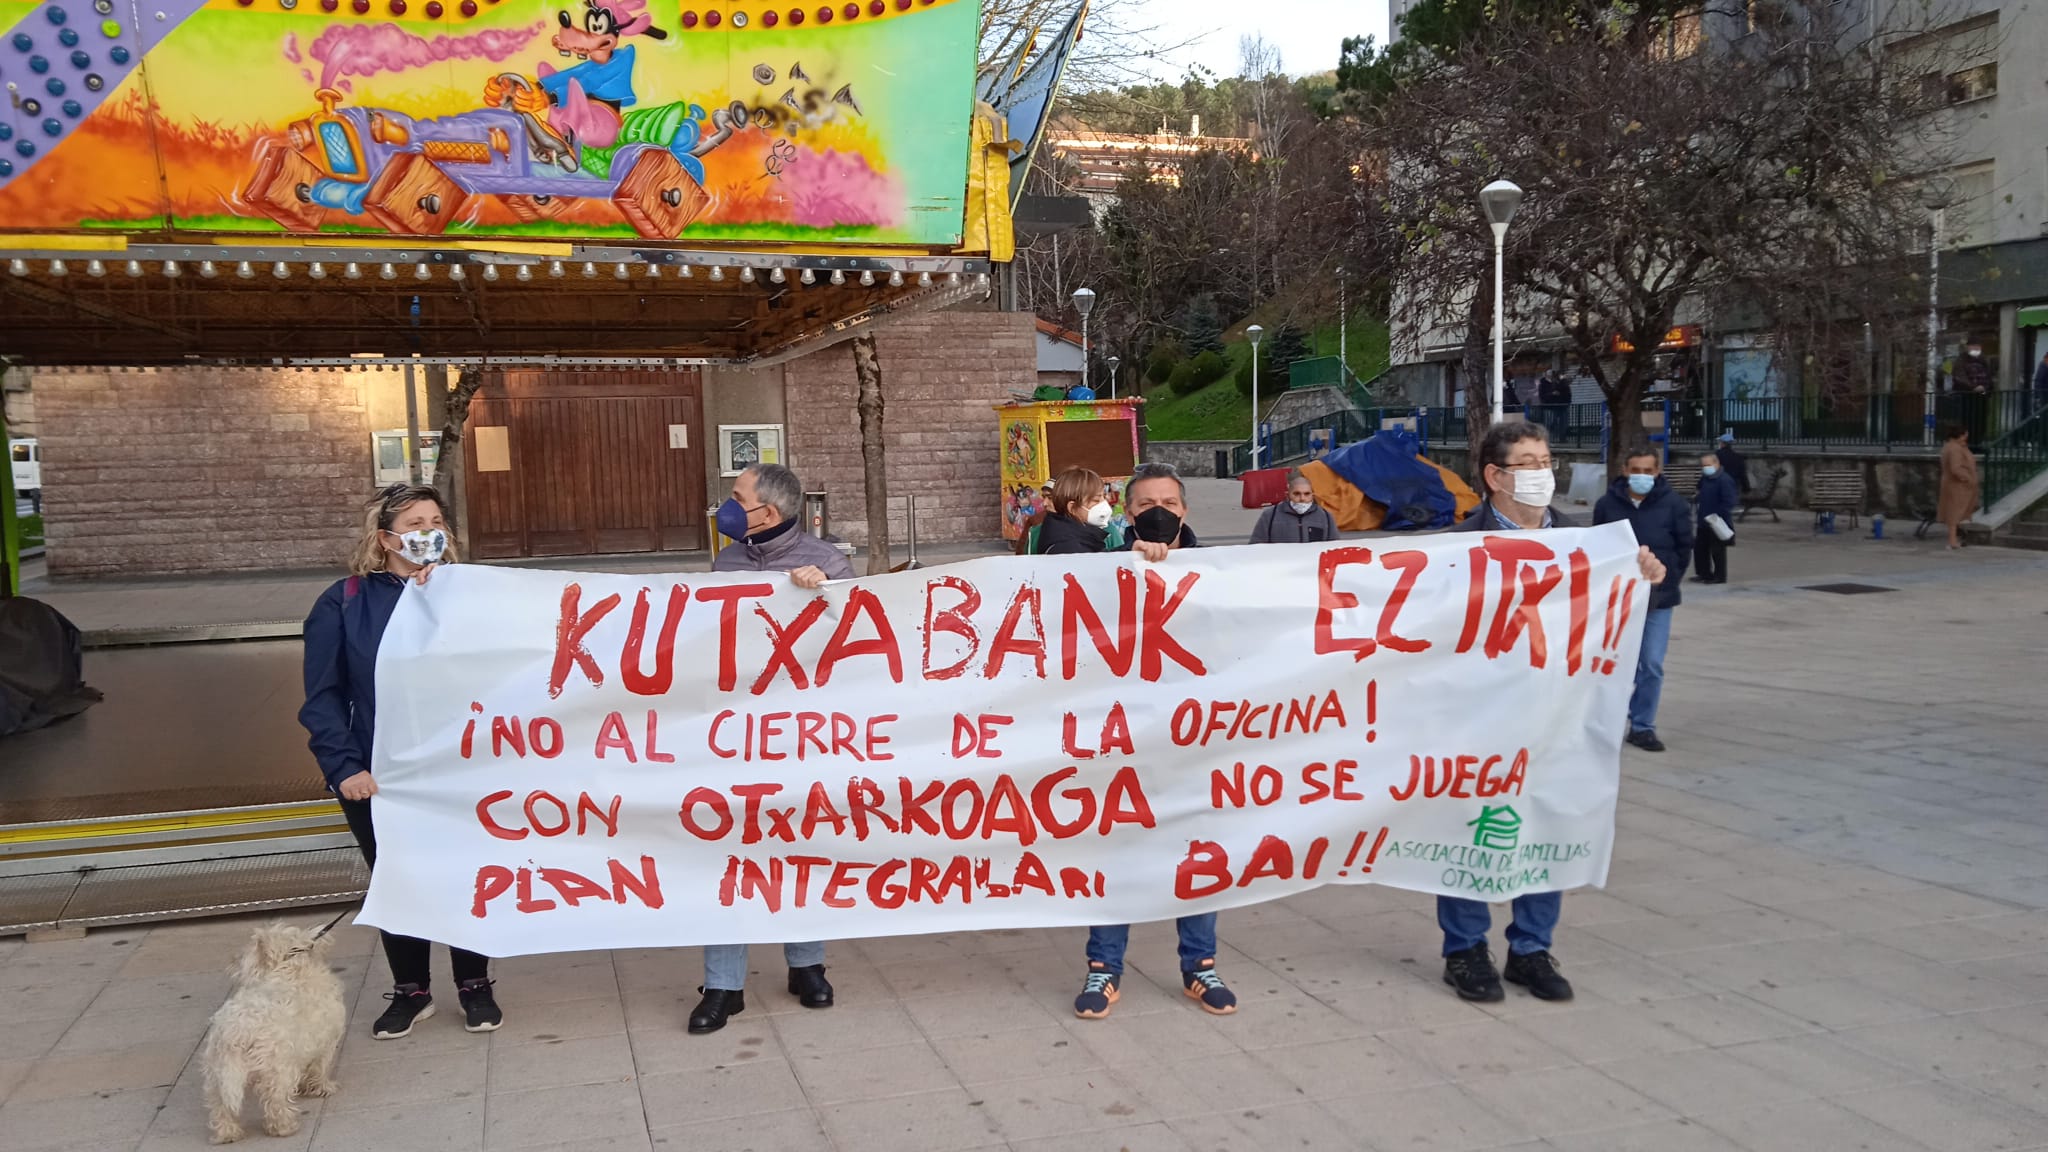 KUTXABANK EZ ITXI!!
¡NO AL CIERRE DE LA OFICINA!
CON OTXARKOAGA NO SE JUEGA
PLAN INTEGRALARI BAI!!
ASOCIACION DE FAMILIAS
OTXARKOAGA